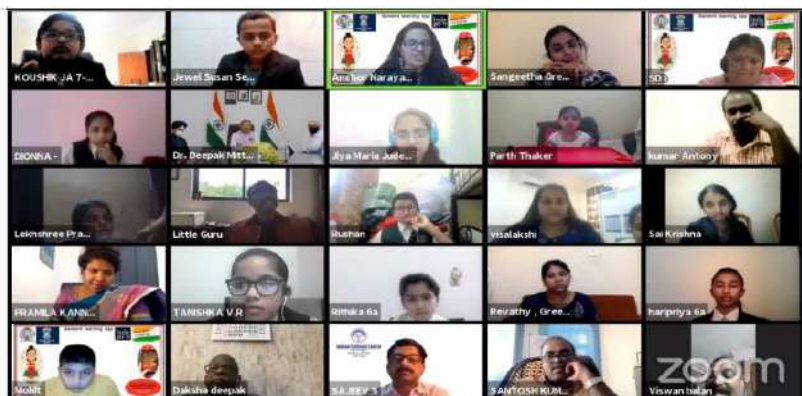 KOUSHIK JA 7-...
Jewel Susan Se...
Anchor Naraya...
Sangeetha Gre...
DIONNA -
Dr. Deepak Mitt...
Jiya Marie Jude...
Parth Thaker
kumar Antony
Lekhshree Pra...
Little Guru
Rushan
visalakshi
Sai Krishna
PRAMILA KANN...
TANISHKA V.R
Rithika 6a
Revathy , Gree...
haripriya 6a
Mohit
Daksha deepak
SAJEEV S
SANTOSH KUM...
Viswan balan
zoom